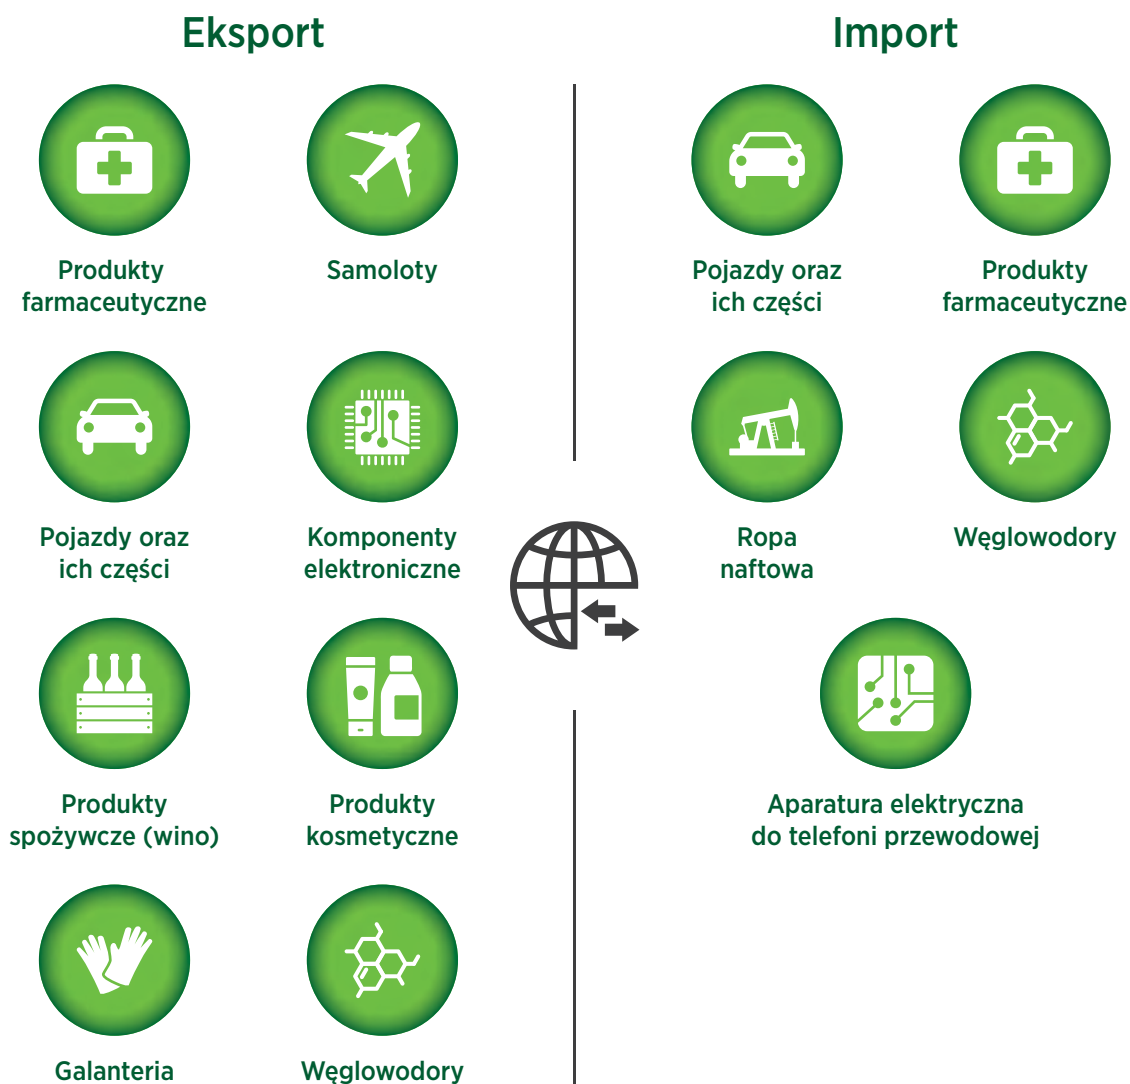 Eksport
Produkty
farmaceutyczne
Samoloty
Pojazdy oraz
ich części
Komponenty
elektroniczne
Produkty
spożywcze (wino)
Produkty
kosmetyczne
Galanteria
Węglowodory
Import
Pojazdy oraz
ich części
Produkty
farmaceutyczne
Ropa
naftowa
Węglowodory
Aparatura elektryczna
do telefoni przewodowej